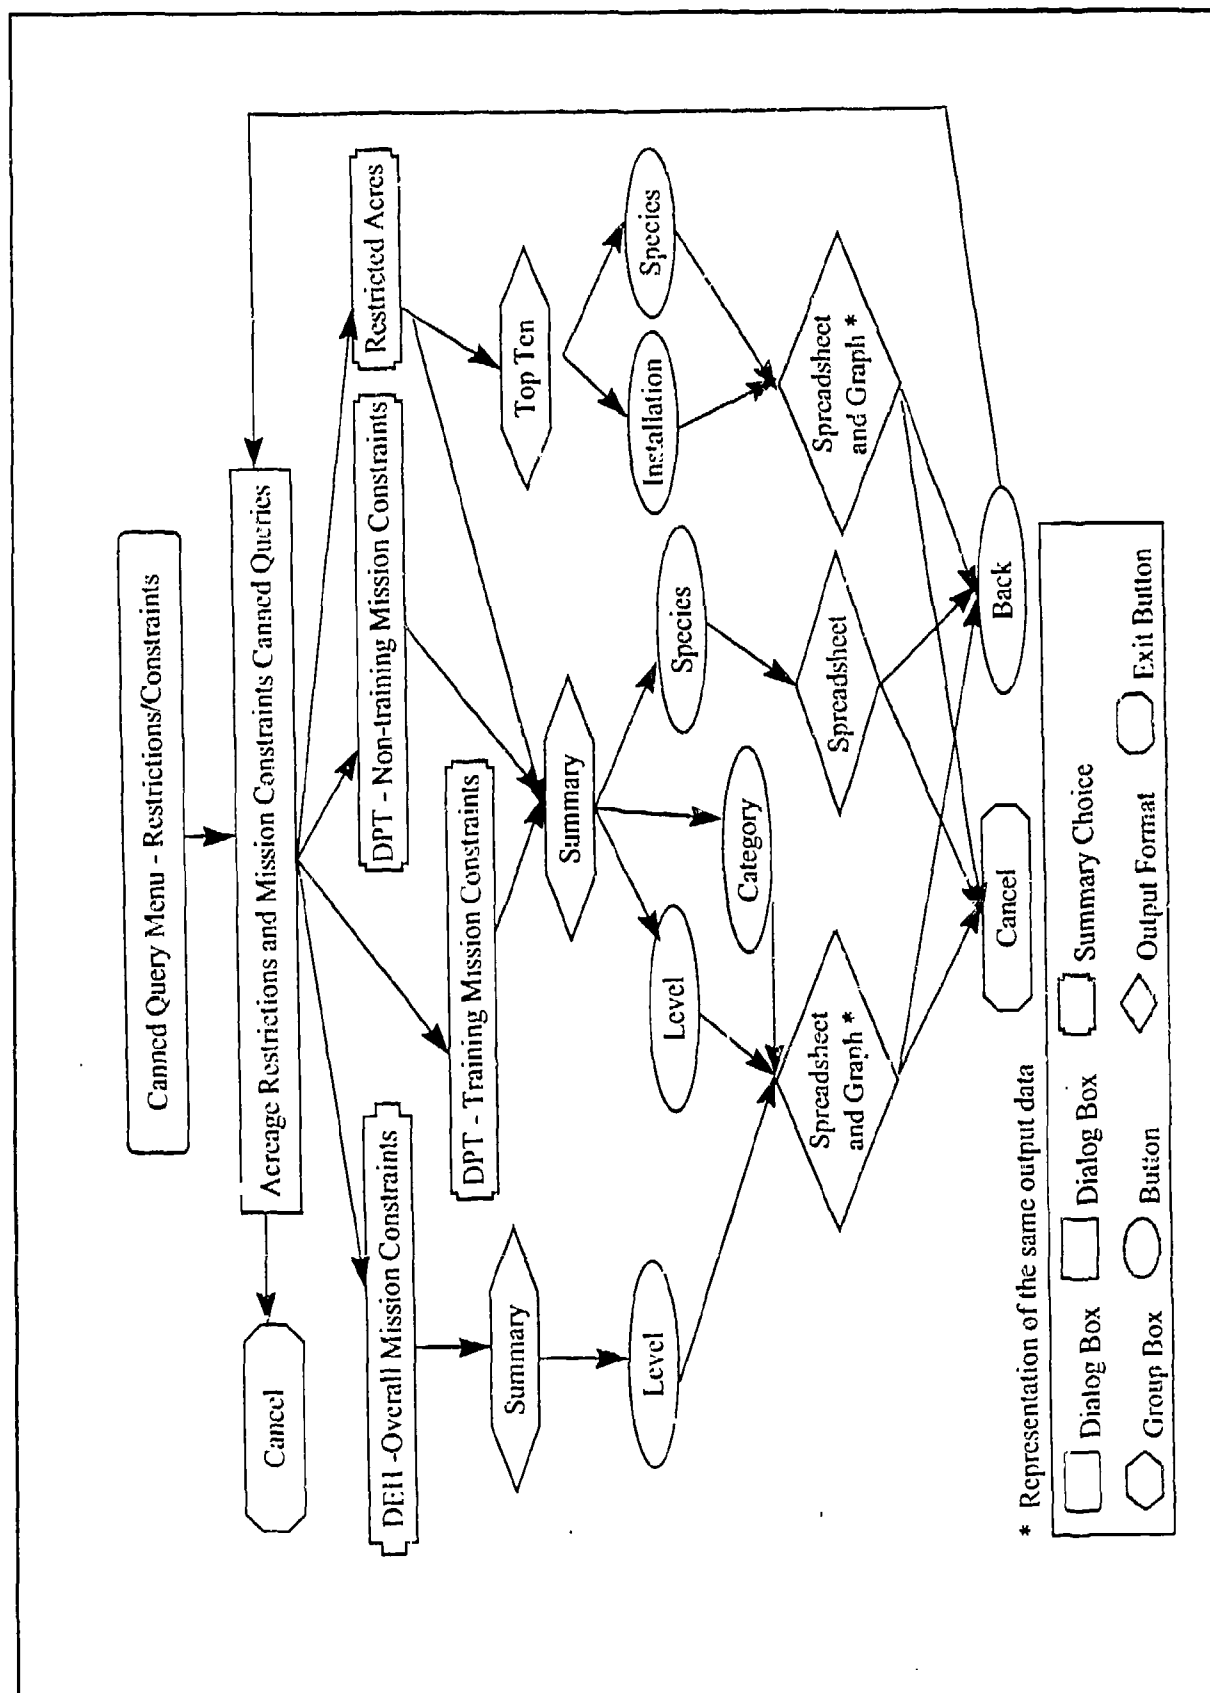 Canned Query Menu - Restrictions/Constraints
Cancel
Acreage Restrictions and Mission Constraints Canned Queries
DEH -Overall Mission Constraints
DPT - Training Mission Constraints
DPT - Non-training Mission Constraints
Restricted Acres
Summary
Summary
Top Ten
Level
Level
Category
Species
Installation
Species
Spreadsheet
and Graph *
Spreadsheet
Spreadsheet
and Graph *
Cancel
Back
* Representation of the same output data
Dialog Box
Dialog Box
Summary Choice
Group Box
Button
Output Format
Exit Button